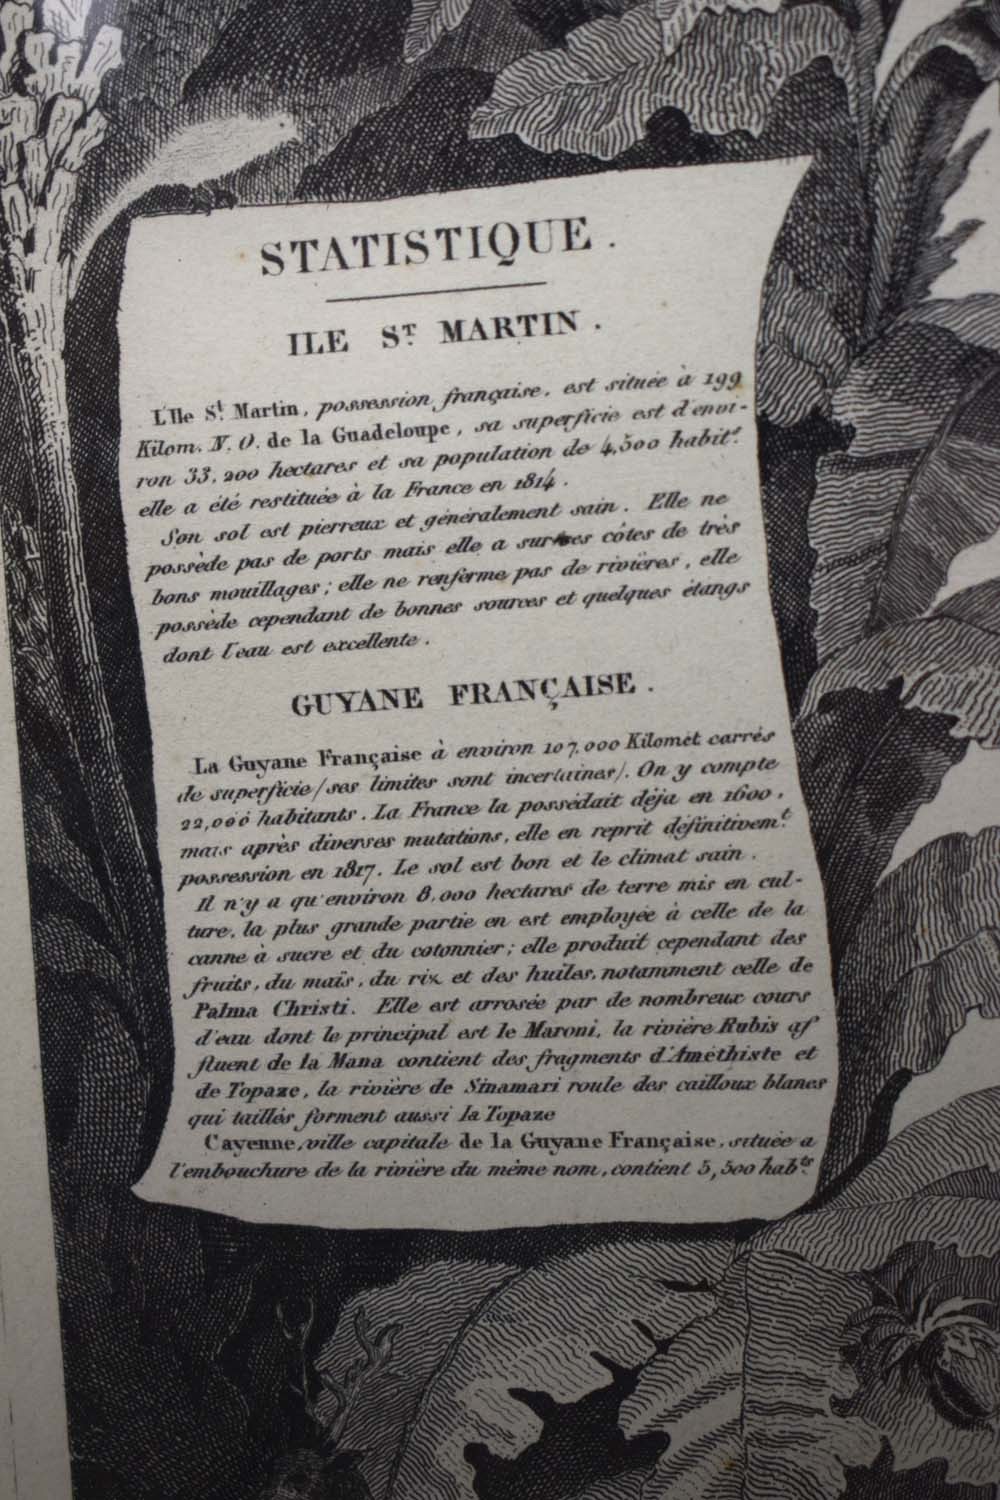 STATISTIQUE.
ILE ST. MARTIN.
L'Ile St Martin, possession française, est située à 199
Kilom. N. O. de la Guadeloupe, sa superficie est d'envi-
ron 33,200 hectares et sa population de 4,500 habits.
elle a été restituée à la France en 1814.
Son sol est pierreux et généralement sain. Elle ne
possède pas de ports mais elle a sur ses côtes de très
bons mouillages; elle ne renferme pas de rivières, elle
possède cependant de bonnes sources et quelques étangs
dont l'eau est excellente.
GUYANE FRANÇAISE.
La Guyane Française à environ 107,000 Kilomèt carrés
de superficie (ses limites sont incertaines). On y compte
22,000 habitants. La France la possédait déja en 1600,
mais après diverses mutations, elle en reprit définitivemt.
possession en 1817. Le sol est bon et le climat sain.
Il n'y a qu'environ 8,000 hectares de terre mis en cul-
ture, la plus grande partie en est employée à celle de la
canne à sucre et du cotonnier; elle produit cependant des
fruits, du maïs, du rix et des huiles, notamment celle de
Palma Christi. Elle est arrosée par de nombreux cours
d'eau dont le principal est le Maroni, la rivière Rubis af
fluent de la Mana contient des fragments d'Améthiste et
de Topaze, la rivière de Sinamari roule des cailloux blancs
qui taillés forment aussi la Topaze
Cayenne, ville capitale de la Guyane Française, située a
l'embouchure de la rivière du même nom, contient 5,500 habts.